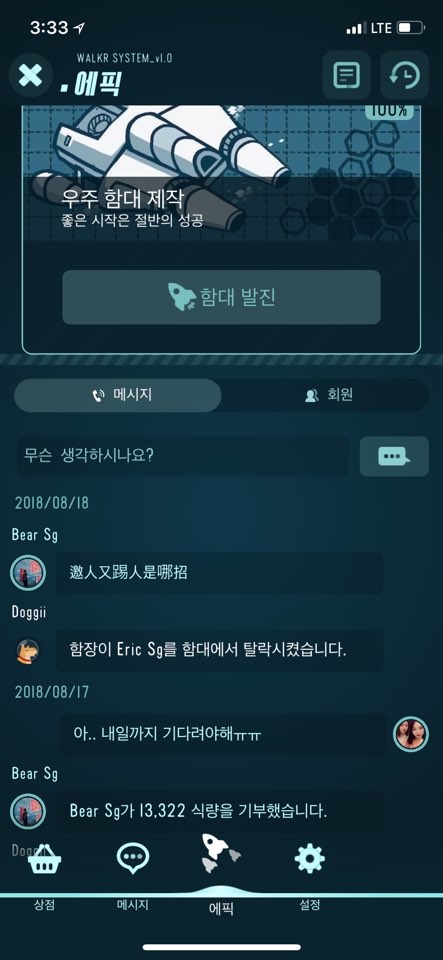 3:33
LTE
WALKR SYSTEM_v1.0
에픽
100%
우주 함대 제작
좋은 시작은 절반의 성공
함대 발진
메시지
회원
무슨 생각하시나요?
2018/08/18
Bear Sg
邀人又踢人是哪招
Doggii
함장이 Eric Sg를 함대에서 탈락시켰습니다.
2018/08/17
아.. 내일까지 기다려야해ㅠㅠ
Bear Sg
Bear Sg가 13,322 식량을 기부했습니다.
Doggii
상점
메시지
에픽
설정